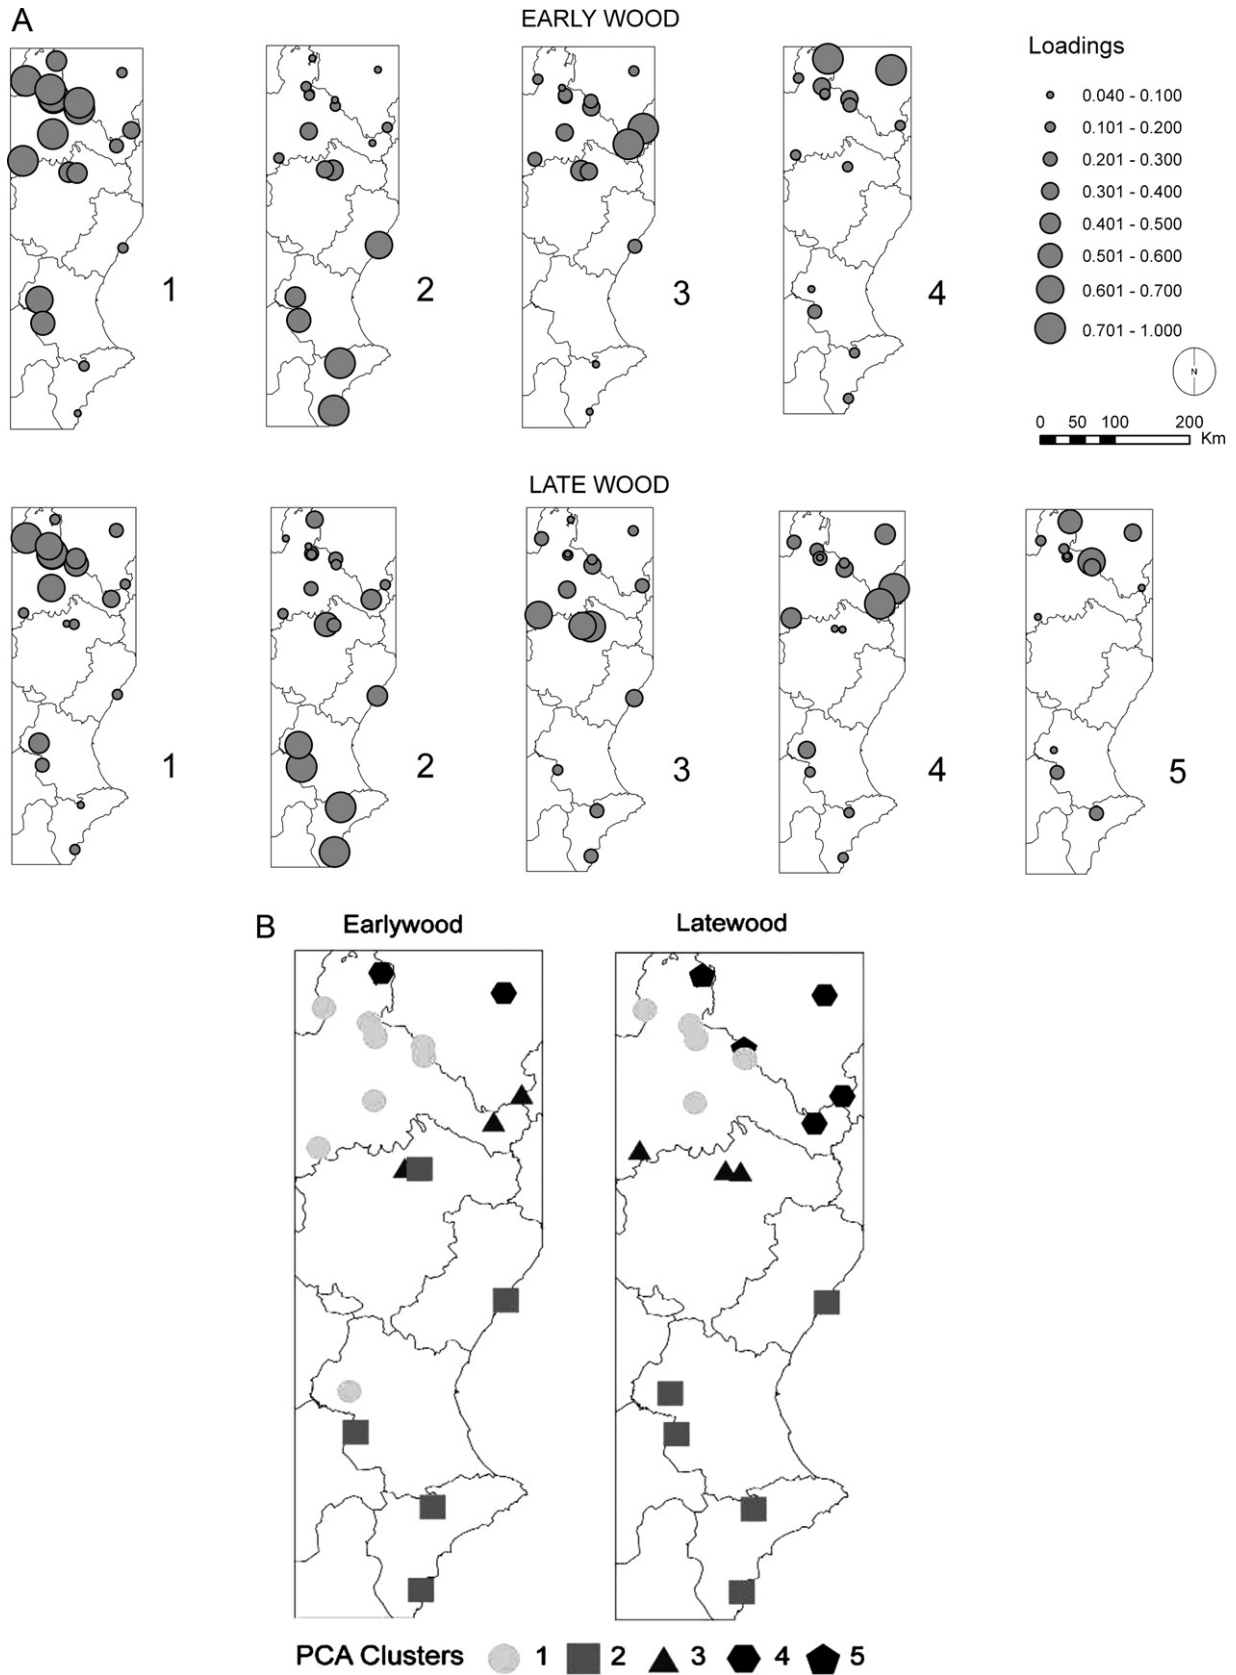 A
EARLY WOOD
Loadings
0.040 - 0.100
0.101 - 0.200
0.201 - 0.300
0.301 - 0.400
0.401 - 0.500
0.501 - 0.600
0.601 - 0.700
0.701 - 1.000
N
0 50 100 200
Km
1 2 3 4
LATE WOOD
1 2 3 4 5
B
Earlywood Latewood
PCA Clusters 1 2 3 4 5